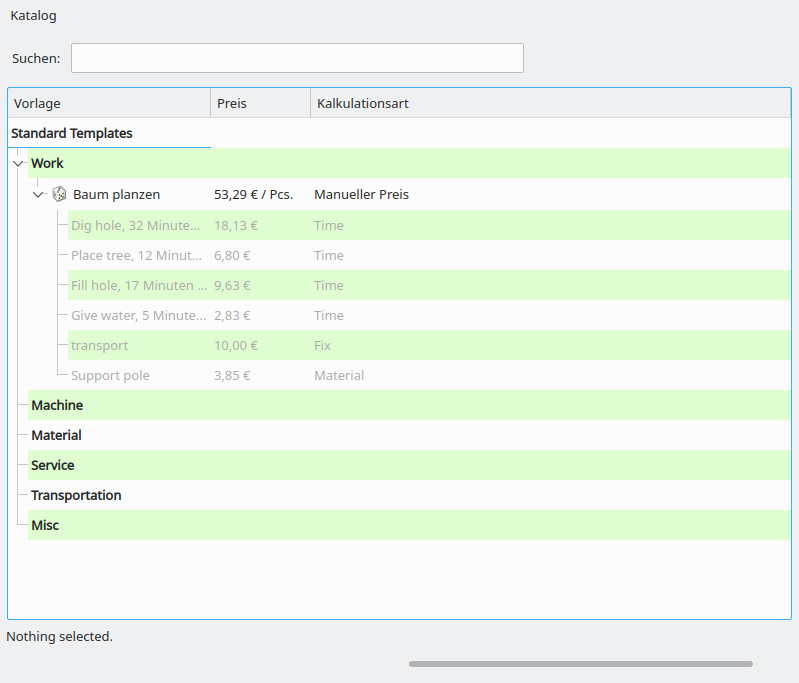 Katalog
Suchen:
Vorlage Preis Kalkulationsart
Standard Templates
Work
Baum planzen 53,29 € / Pcs. Manueller Preis
Dig hole, 32 Minute... 18,13 € Time
Place tree, 12 Minut... 6,80 € Time
Fill hole, 17 Minuten ... 9,63 € Time
Give water, 5 Minute... 2,83 € Time
transport 10,00 € Fix
Support pole 3,85 € Material
Machine
Material
Service
Transportation
Misc
Nothing selected.